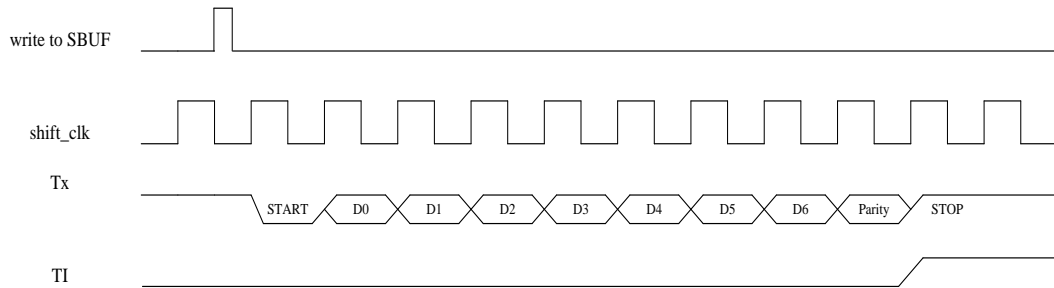 write to SBUF
shift_clk
Tx
START D0 D1 D2 D3 D4 D5 D6 Parity STOP
TI